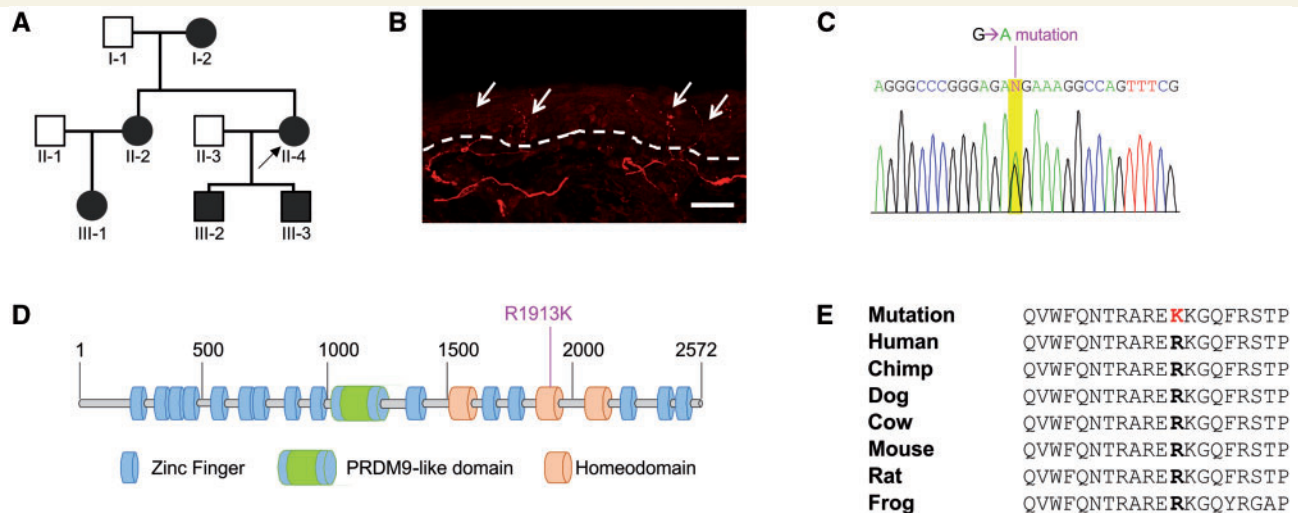 A
I-1
I-2
II-1
II-2
II-3
II-4
III-1
III-2
III-3
B
C
G→A mutation
AGGGCCCGGGAGANGAAAGGCCAGTTTCG
D
R1913K
1 500 1000 1500 2000 2572
Zinc Finger
PRDM9-like domain
Homeodomain
E
Mutation QVWFQNTRAREKKGQFRSTP
Human QVWFQNTRARERKGQFRSTP
Chimp QVWFQNTRARERKGQFRSTP
Dog QVWFQNTRARERKGQFRSTP
Cow QVWFQNTRARERKGQFRSTP
Mouse QVWFQNTRARERKGQFRSTP
Rat QVWFQNTRARERKGQFRSTP
Frog QVWFQNTRARERKGQYRGAP